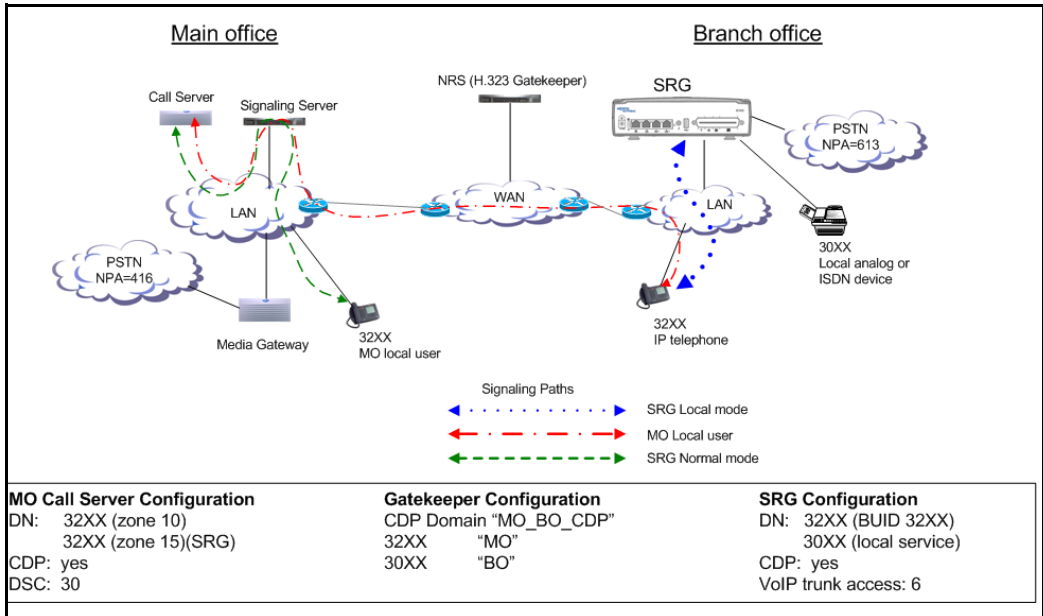 Main office
Branch office
NRS (H.323 Gatekeeper)
SRG
Call Server
Signaling Server
PSTN
NPA=613
LAN
WAN
LAN
PSTN
NPA=416
30XX
Local analog or
ISDN device
Media Gateway
32XX
MO local user
32XX
IP telephone
Signaling Paths
SRG Local mode
MO Local user
SRG Normal mode
MO Call Server Configuration
DN: 32XX (zone 10)
32XX (zone 15)(SRG)
CDP: yes
DSC: 30
Gatekeeper Configuration
CDP Domain “MO_BO_CDP”
32XX “MO”
30XX “BO”
SRG Configuration
DN: 32XX (BUID 32XX)
30XX (local service)
CDP: yes
VoIP trunk access: 6